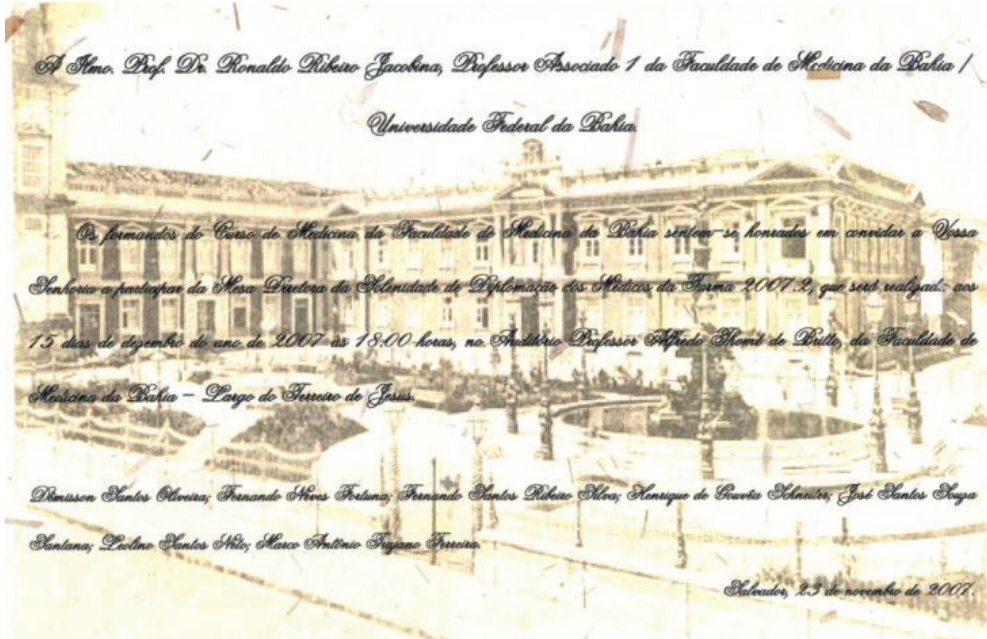 A Ilmo. Prof. Dr. Ronaldo Ribeiro Jacobina, Professor Associado 1 da Faculdade de Medicina da Bahia /
Universidade Federal da Bahia.
Os formandos do Curso de Medicina da Faculdade de Medicina da Bahia sentem-se honrados em convidar a Vossa
Senhoria a participar da Mesa Diretora da Solenidade de Diplomação dos Médicos da Turma 2007.2, que será realizada aos
15 dias de dezembro do ano de 2007 às 18:00 horas, no Auditório Professor Alfredo Thomé de Britto, da Faculdade de
Medicina da Bahia – Largo do Terreiro de Jesus.
Dêmisson Santos Oliveira; Fernando Neves Fortuna; Fernando Santos Ribeiro Silva; Henrique de Gouvêa Schneiter; José Santos Souza
Santana; Leolino Santos Neto; Marco Antônio Trajano Ferreira.
Salvador, 23 de novembro de 2007.